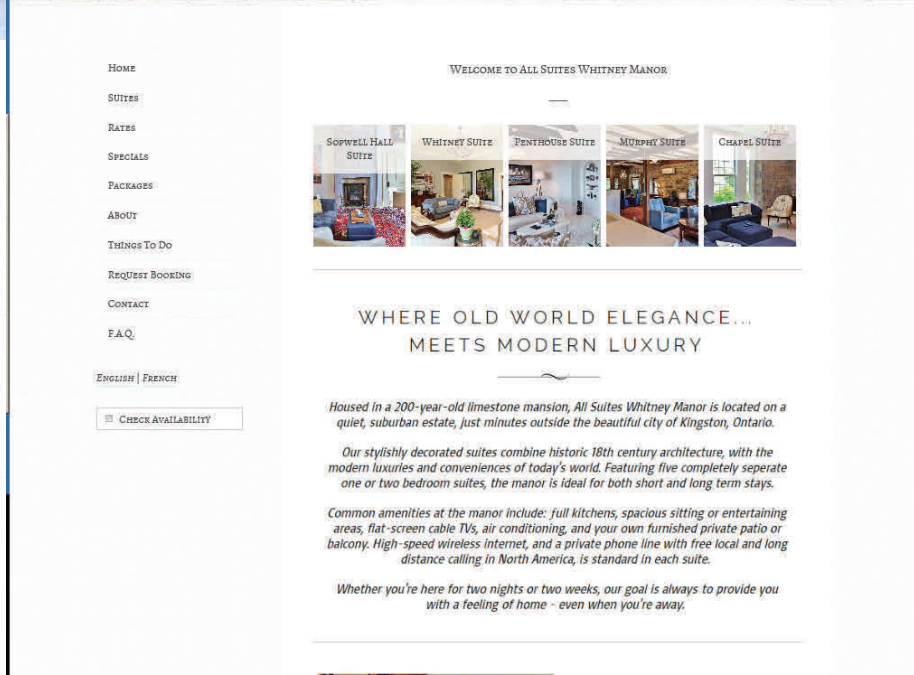 Home
Suites
Rates
Specials
Packages
About
Things To Do
Request Booking
Contact
F.A.Q.
English | French
Check Availability
Welcome to All Suites Whitney Manor
Sopwell Hall
Suite
Whitney Suite
Penthouse Suite
Murphy Suite
Chapel Suite
WHERE OLD WORLD ELEGANCE...
MEETS MODERN LUXURY
Housed in a 200-year-old limestone mansion, All Suites Whitney Manor is located on a
quiet, suburban estate, just minutes outside the beautiful city of Kingston, Ontario.
Our stylishly decorated suites combine historic 18th century architecture, with the
modern luxuries and conveniences of today's world. Featuring five completely seperate
one or two bedroom suites, the manor is ideal for both short and long term stays.
Common amenities at the manor include: full kitchens, spacious sitting or entertaining
areas, flat-screen cable TVs, air conditioning, and your own furnished private patio or
balcony. High-speed wireless internet, and a private phone line with free local and long
distance calling in North America, is standard in each suite.
Whether you're here for two nights or two weeks, our goal is always to provide you
with a feeling of home - even when you're away.